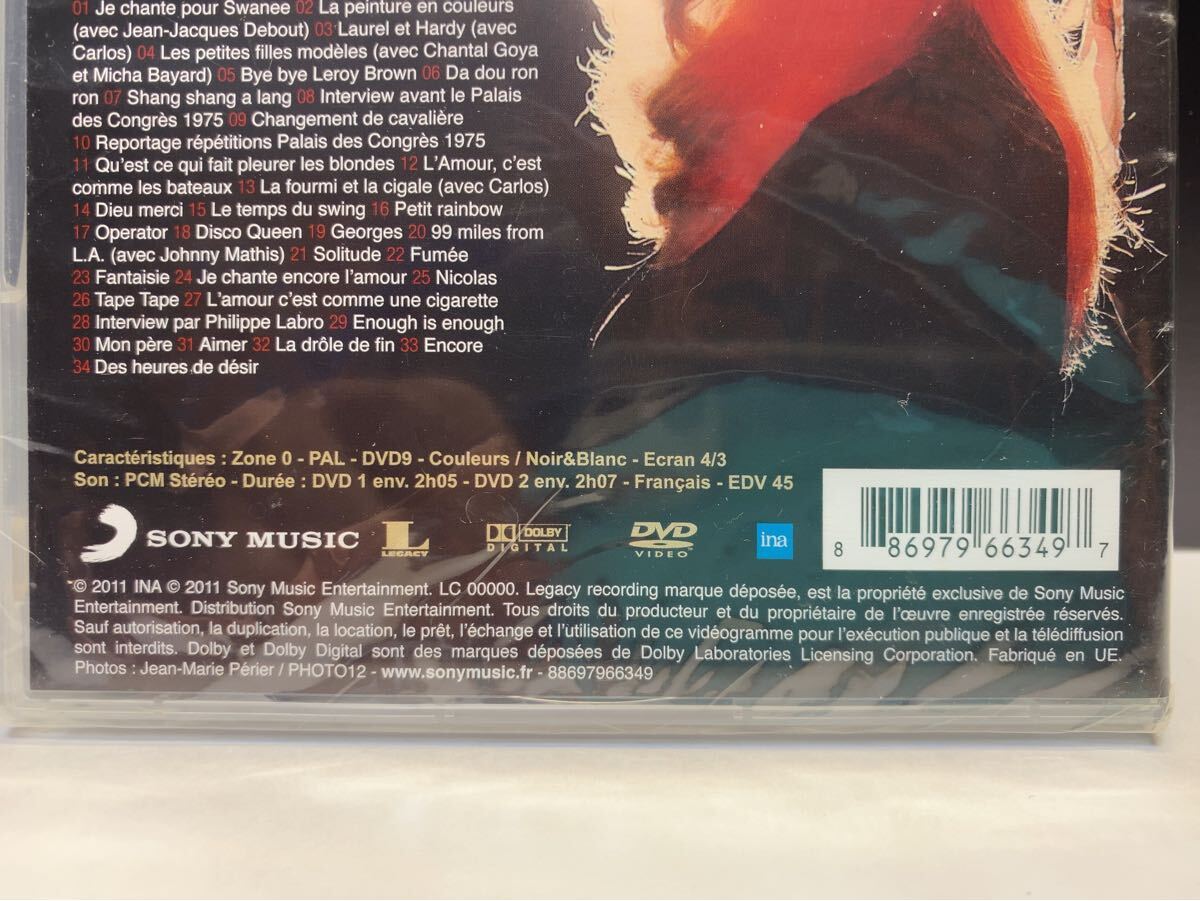 01 Je chante pour Swanee 02 La peinture en couleurs
(avec Jean-Jacques Debout) 03 Laurel et Hardy (avec
Carlos) 04 Les petites filles modèles (avec Chantal Goya
et Micha Bayard) 05 Bye bye Leroy Brown 06 Da dou ron
ron 07 Shang shang a lang 08 Interview avant le Palais
des Congrès 1975 09 Changement de cavalière
10 Reportage répétitions Palais des Congrès 1975
11 Qu'est ce qui fait pleurer les blondes 12 L'Amour, c'est
comme les bateaux 13 La fourmi et la cigale (avec Carlos)
14 Dieu merci 15 Le temps du swing 16 Petit rainbow
17 Operator 18 Disco Queen 19 Georges 20 99 miles from
L.A. (avec Johnny Mathis) 21 Solitude 22 Fumée
23 Fantaisie 24 Je chante encore l'amour 25 Nicolas
26 Tape Tape 27 L'amour c'est comme une cigarette
28 Interview par Philippe Labro 29 Enough is enough
30 Mon père 31 Aimer 32 La drôle de fin 33 Encore
34 Des heures de désir
Caractéristiques : Zone 0 - PAL - DVD9 - Couleurs / Noir&Blanc - Ecran 4/3
Son : PCM Stéréo - Durée : DVD 1 env. 2h05 - DVD 2 env. 2h07 - Français - EDV 45
SONY MUSIC L LEGACY DOLBY DIGITAL DVD VIDEO ina
8 86979 66349 7
© 2011 INA © 2011 Sony Music Entertainment. LC 00000. Legacy recording marque déposée, est la propriété exclusive de Sony Music
Entertainment. Distribution Sony Music Entertainment. Tous droits du producteur et du propriétaire de l'œuvre enregistrée réservés.
Sauf autorisation, la duplication, la location, le prêt, l'échange et l'utilisation de ce vidéogramme pour l'exécution publique et la télédiffusion
sont interdits. Dolby et Dolby Digital sont des marques déposées de Dolby Laboratories Licensing Corporation. Fabriqué en UE.
Photos : Jean-Marie Périer / PHOTO12 - www.sonymusic.fr - 88697966349